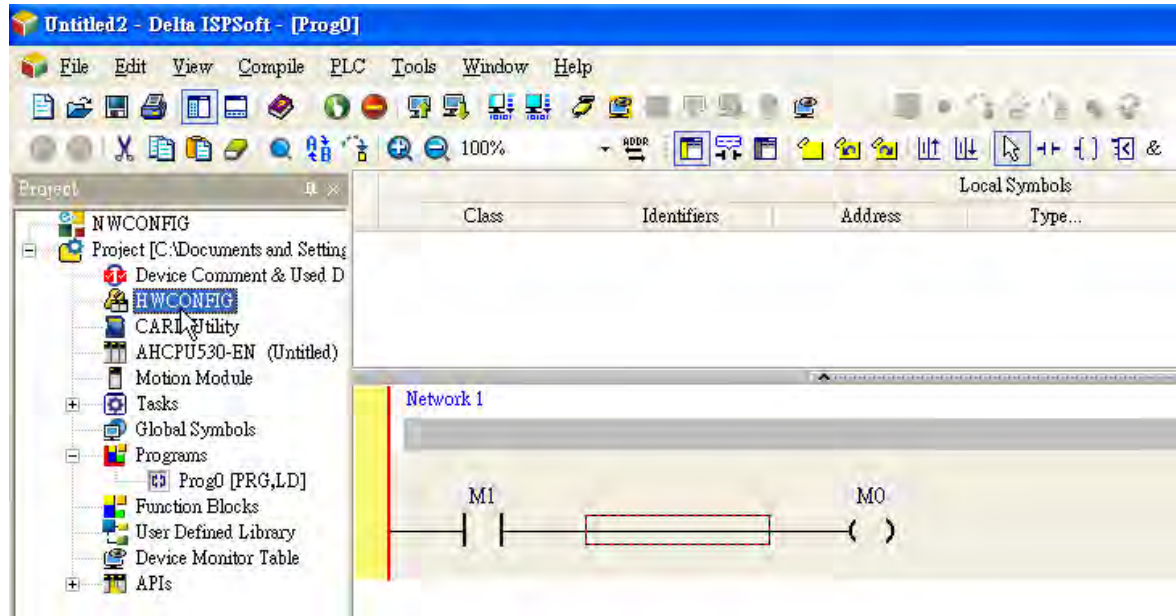 Untitled2 - Delta ISPSoft - [Prog0]
File Edit View Compile PLC Tools Window Help
100% ADDR &
Project
Local Symbols
Class Identifiers Address Type...
NWCONFIG
Project [C:\Documents and Setting
Device Comment & Used D
HWCONFIG
CARD Utility
AHCPU530-EN (Untitled)
Motion Module
Tasks
Global Symbols
Programs
Prog0 [PRG,LD]
Function Blocks
User Defined Library
Device Monitor Table
APIs
Network 1
M1 M0